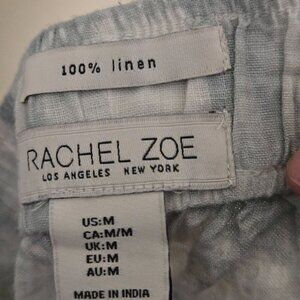 100% linen
RACHEL ZOE
LOS ANGELES NEW YORK
US:M
CA:M/M
UK:M
EU:M
AU:M
MADE IN INDIA